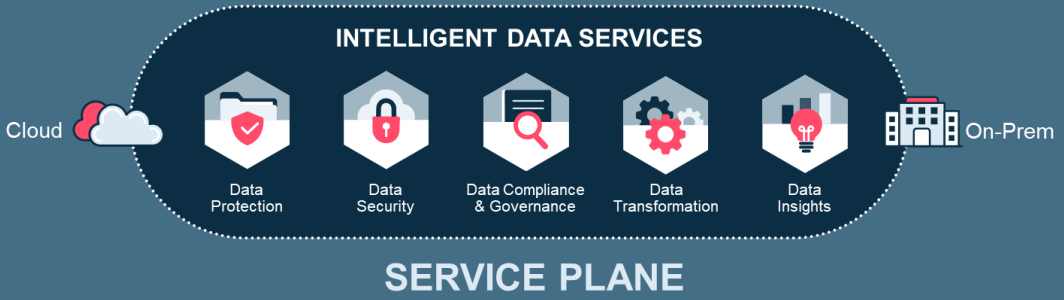 INTELLIGENT DATA SERVICES
Cloud
On-Prem
Data
Protection
Data
Security
Data Compliance
& Governance
Data
Transformation
Data
Insights
SERVICE PLANE